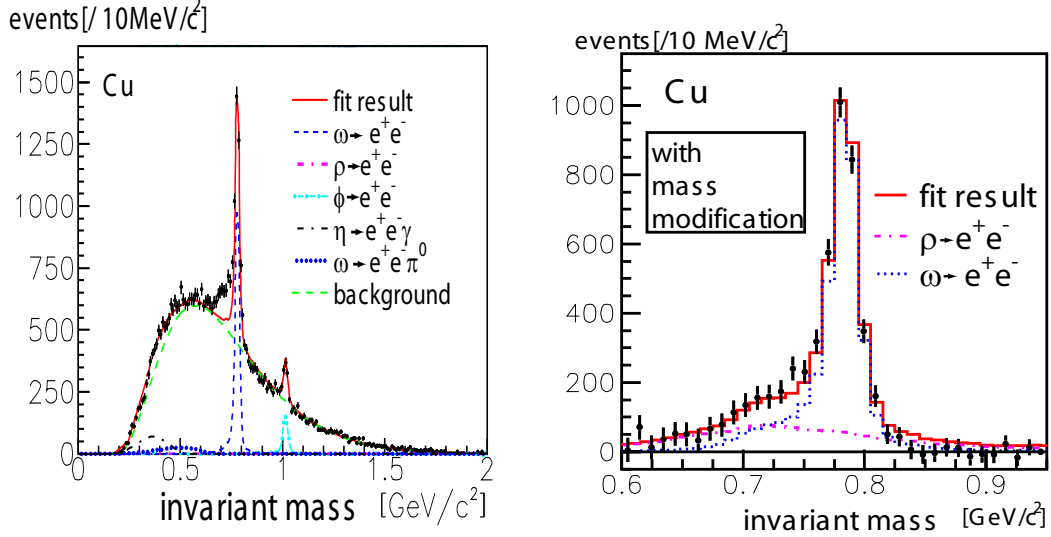 events[/ 10MeV/c²]
Cu
1500
1250
1000
750
500
250
0
fit result
ω→e⁺e⁻
ρ→e⁺e⁻
ϕ→e⁺e⁻
η→e⁺e⁻γ
ω→e⁺e⁻π⁰
background
0 0.5 1 1.5 2
invariant mass [GeV/c²]
events[/10 MeV/c²]
Cu
1000
800
600
400
200
0
with
mass
modification
fit result
ρ→e⁺e⁻
ω→e⁺e⁻
0.6 0.7 0.8 0.9
invariant mass [GeV/c²]